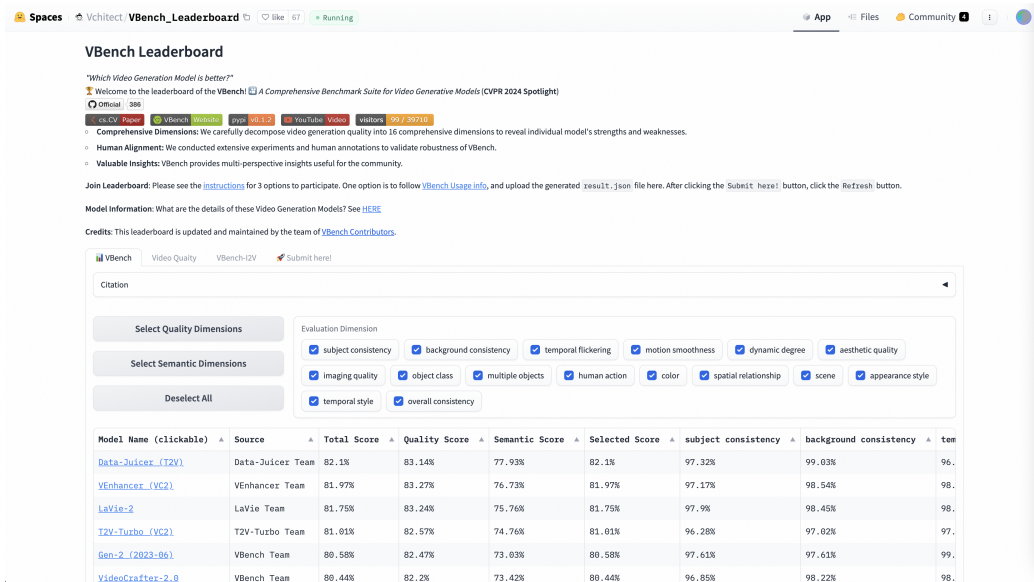 Spaces Vchitect/VBench_Leaderboard like 67 Running App Files Community 4
VBench Leaderboard
"Which Video Generation Model is better?"
🏆 Welcome to the leaderboard of the VBench! 🎦 A Comprehensive Benchmark Suite for Video Generative Models (CVPR 2024 Spotlight)
Official 386
cs.CV Paper VBench Website pypi v0.1.2 YouTube Video visitors 99 / 39710
Comprehensive Dimensions: We carefully decompose video generation quality into 16 comprehensive dimensions to reveal individual model's strengths and weaknesses.
Human Alignment: We conducted extensive experiments and human annotations to validate robustness of VBench.
Valuable Insights: VBench provides multi-perspective insights useful for the community.
Join Leaderboard: Please see the instructions for 3 options to participate. One option is to follow VBench Usage info, and upload the generated result.json file here. After clicking the Submit here! button, click the Refresh button.
Model Information: What are the details of these Video Generation Models? See HERE
Credits: This leaderboard is updated and maintained by the team of VBench Contributors.
📊 VBench Video Quaity VBench-I2V 🚀 Submit here!
Citation
Select Quality Dimensions
Select Semantic Dimensions
Deselect All
Evaluation Dimension
subject consistency background consistency temporal flickering motion smoothness dynamic degree aesthetic quality
imaging quality object class multiple objects human action color spatial relationship scene appearance style
temporal style overall consistency
Model Name (clickable) Source Total Score Quality Score Semantic Score Selected Score subject consistency background consistency tem
Data-Juicer (T2V) Data-Juicer Team 82.1% 83.14% 77.93% 82.1% 97.32% 99.03% 96.
VEnhancer (VC2) VEnhancer Team 81.97% 83.27% 76.73% 81.97% 97.17% 98.54% 98.
LaVie-2 LaVie Team 81.75% 83.24% 75.76% 81.75% 97.9% 98.45% 98.
T2V-Turbo (VC2) T2V-Turbo Team 81.01% 82.57% 74.76% 81.01% 96.28% 97.02% 97.
Gen-2 (2023-06) VBench Team 80.58% 82.47% 73.03% 80.58% 97.61% 97.61% 99.
VideoCrafter-2.0 VBench Team 80.44% 82.2% 73.42% 80.44% 96.85% 98.22% 98.